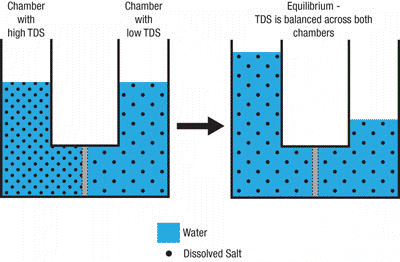 Chamber
with
high TDS
Chamber
with
low TDS
Equilibrium -
TDS is balanced across both
chambers
Water
Dissolved Salt